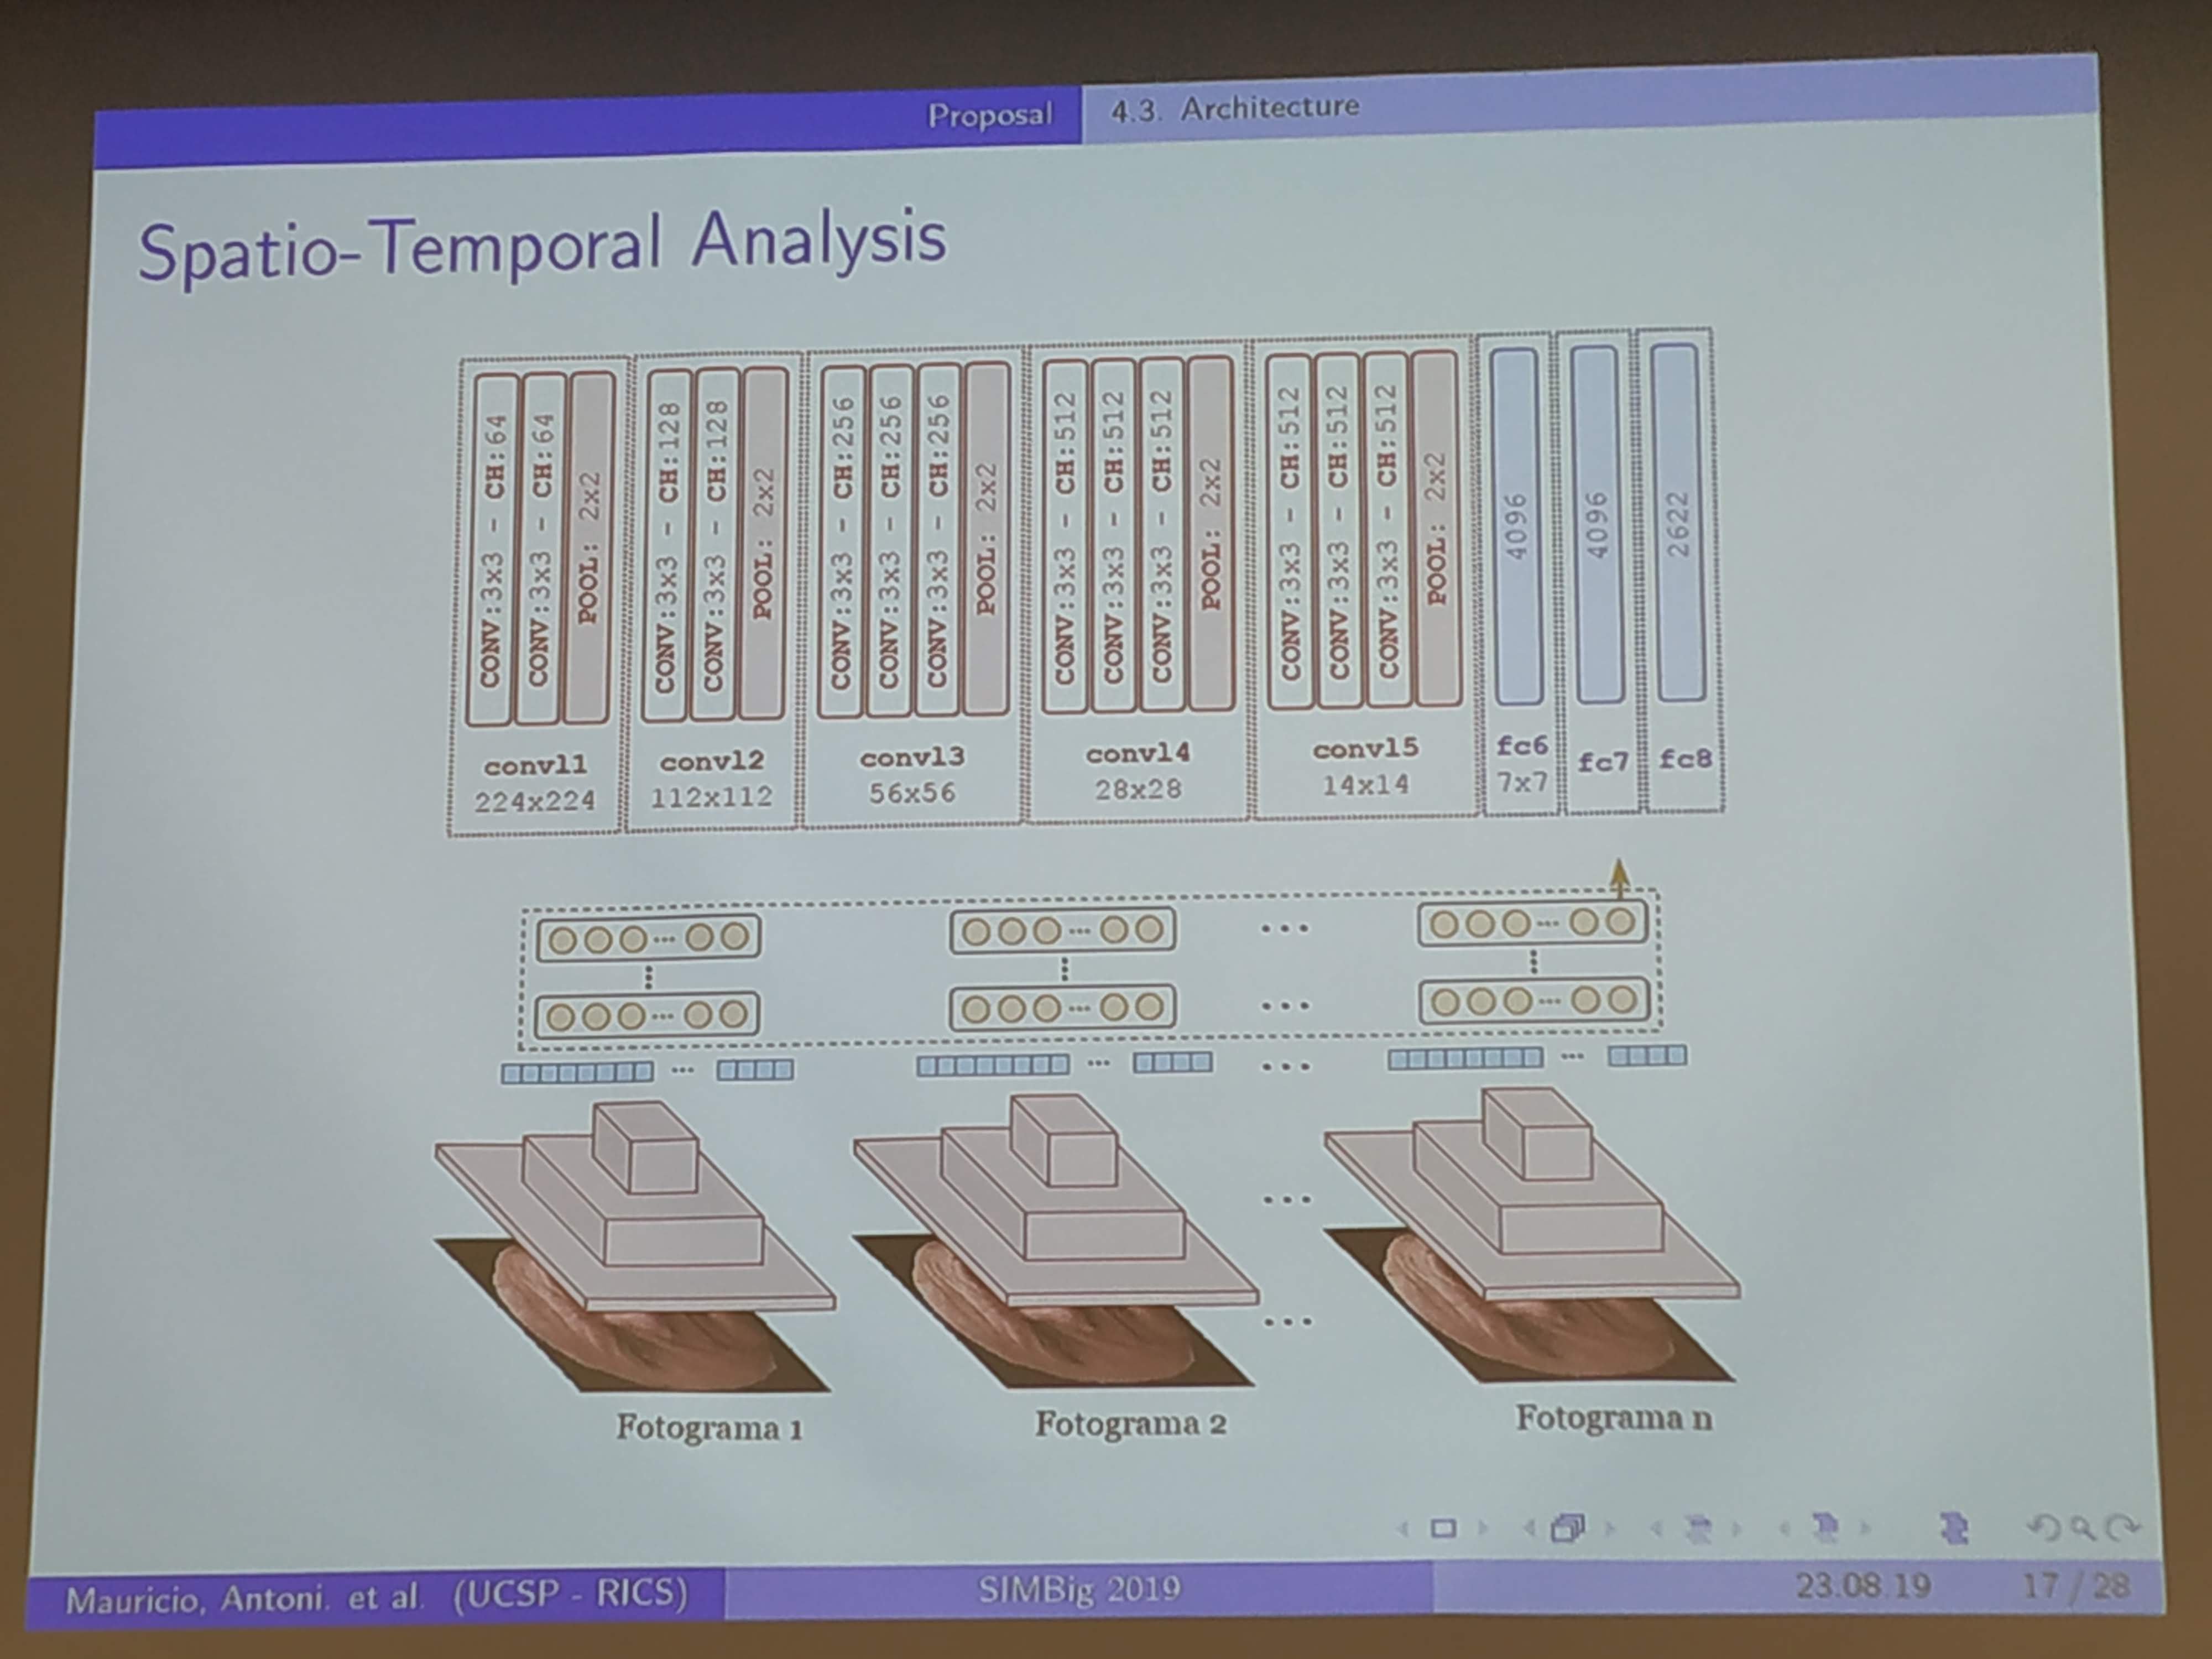 Proposal 4.3. Architecture
Spatio-Temporal Analysis
CONV:3x3 - CH:64
CONV:3x3 - CH:64
POOL: 2x2
CONV:3x3 - CH:128
CONV:3x3 - CH:128
POOL: 2x2
CONV:3x3 - CH:256
CONV:3x3 - CH:256
CONV:3x3 - CH:256
POOL: 2x2
CONV:3x3 - CH:512
CONV:3x3 - CH:512
CONV:3x3 - CH:512
POOL: 2x2
CONV:3x3 - CH:512
CONV:3x3 - CH:512
CONV:3x3 - CH:512
POOL: 2x2
4096
4096
2622
convl1 convl2 convl3 convl4 convl5 fc6 fc7 fc8
224x224 112x112 56x56 28x28 14x14 7x7
Fotograma 1 Fotograma 2 Fotograma n
Mauricio, Antoni. et al. (UCSP - RICS) SIMBig 2019 23.08.19 17 / 28